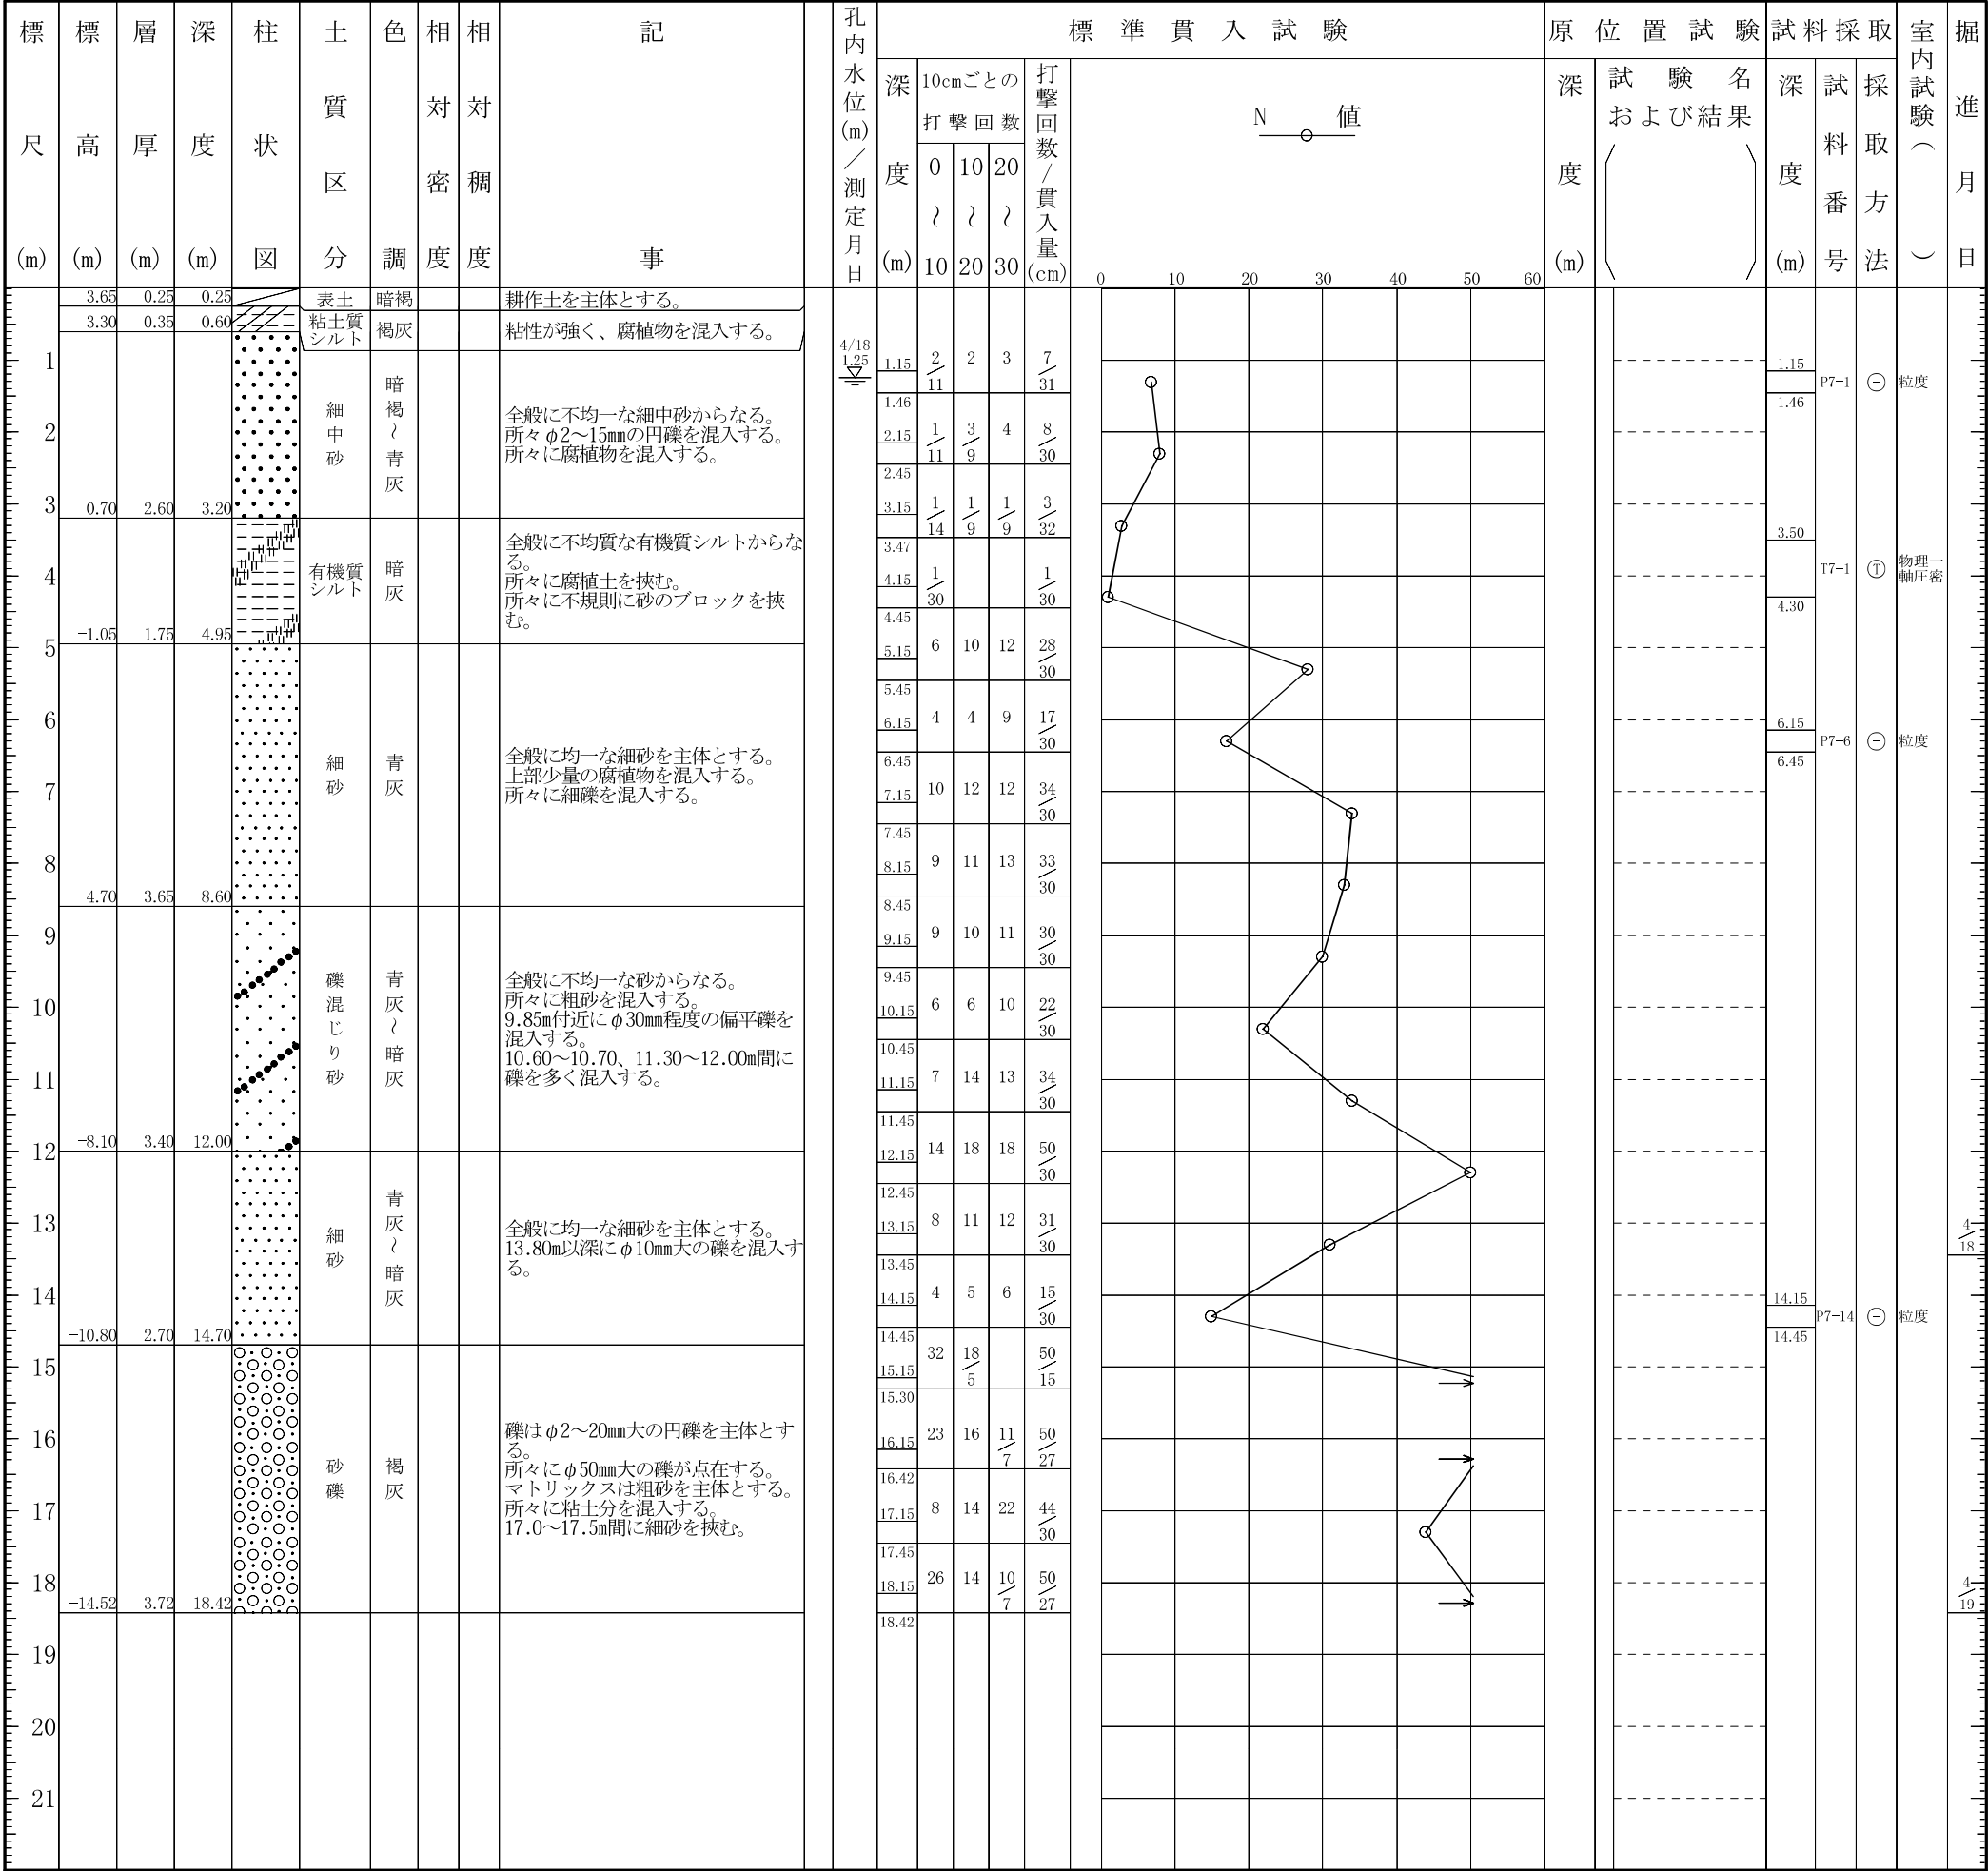 標尺(m)
標高(m)
層厚(m)
深度(m)
柱状図
土質区分
色調
相対密度
相対稠度
記事
孔内水位(m)／測定月日
標準貫入試験
深度(m)
10cmごとの
打撃回数
0〜10
10〜20
20〜30
打撃回数/貫入量(cm)
N値
0 10 20 30 40 50 60
原位置試験
深度(m)
試験名
および結果
試料採取
深度(m)
試料番号
採取方法
室内試験（）
掘進月日
3.65 0.25 0.25 表土 暗褐 耕作土を主体とする。
3.30 0.35 0.60 粘土質
シルト 褐灰 粘性が強く、腐植物を混入する。
0.70 2.60 3.20 細中砂 暗褐〜青灰
全般に不均一な細中砂からなる。
所々φ2〜15mmの円礫を混入する。
所々に腐植物を混入する。
-1.05 1.75 4.95 有機質
シルト 暗灰
全般に不均質な有機質シルトからな
る。
所々に腐植土を挟む。
所々に不規則に砂のブロックを挟
む。
-4.70 3.65 8.60 細砂 青灰
全般に均一な細砂を主体とする。
上部少量の腐植物を混入する。
所々に細礫を混入する。
-8.10 3.40 12.00 礫混じり砂 青灰〜暗灰
全般に不均一な砂からなる。
所々に粗砂を混入する。
9.85m付近にφ30mm程度の偏平礫を
混入する。
10.60〜10.70、11.30〜12.00m間に
礫を多く混入する。
-10.80 2.70 14.70 細砂 青灰〜暗灰
全般に均一な細砂を主体とする。
13.80m以深にφ10mm大の礫を混入す
る。
-14.52 3.72 18.42 砂礫 褐灰
礫はφ2〜20mm大の円礫を主体とす
る。
所々にφ50mm大の礫が点在する。
マトリックスは粗砂を主体とする。
所々に粘土分を混入する。
17.0〜17.5m間に細砂を挟む。
1
2
3
4
5
6
7
8
9
10
11
12
13
14
15
16
17
18
19
20
21
4/18
1.25
1.15 2/11 2 3 7/31
1.46
2.15 1/11 3/9 4 8/30
2.45
3.15 1/14 1/9 1/9 3/32
3.47
4.15 1/30 1/30
4.45
5.15 6 10 12 28/30
5.45
6.15 4 4 9 17/30
6.45
7.15 10 12 12 34/30
7.45
8.15 9 11 13 33/30
8.45
9.15 9 10 11 30/30
9.45
10.15 6 6 10 22/30
10.45
11.15 7 14 13 34/30
11.45
12.15 14 18 18 50/30
12.45
13.15 8 11 12 31/30
13.45
14.15 4 5 6 15/30
14.45
15.15 32 18/5 50/15
15.30
16.15 23 16 11/7 50/27
16.42
17.15 8 14 22 44/30
17.45
18.15 26 14 10/7 50/27
18.42
1.15
1.46 P7-1 ⊖ 粒度
3.50
4.30 T7-1 Ⓣ 物理一
軸圧密
6.15
6.45 P7-6 ⊖ 粒度
14.15
14.45 P7-14 ⊖ 粒度
4/18
4/19